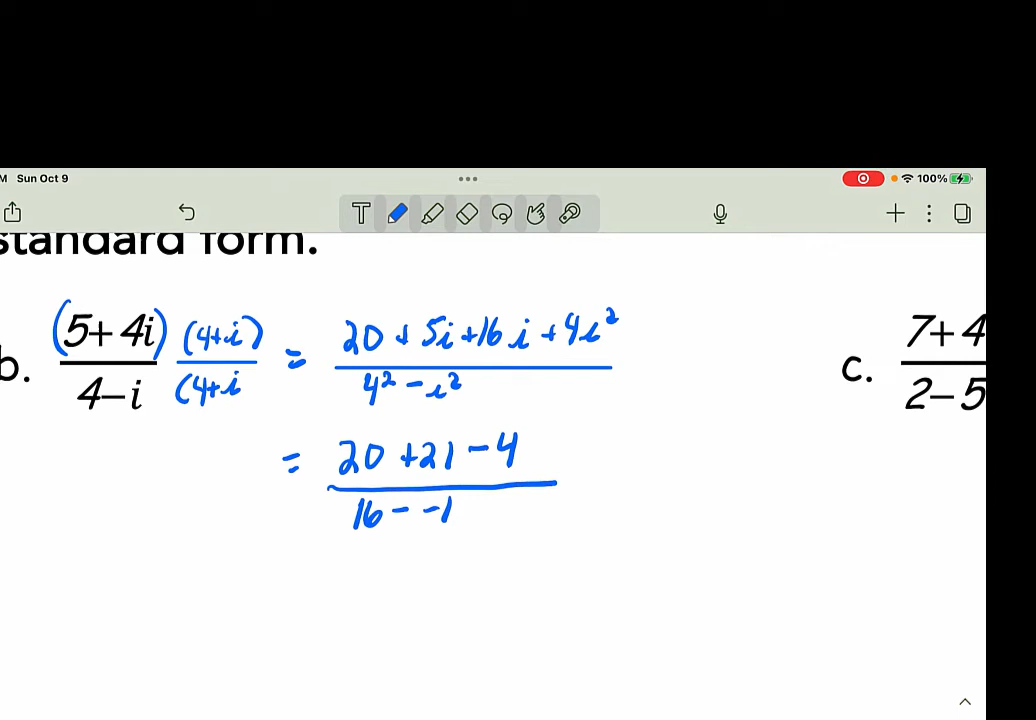 M Sun Oct 9
100%
T
standard form.
b. (5+4i)/(4-i) (4+i)/(4+i = (20+5i+16i+4i²)/(4²-i²)
= (20+21-4)/(16--1)
c. 7+4/2-5